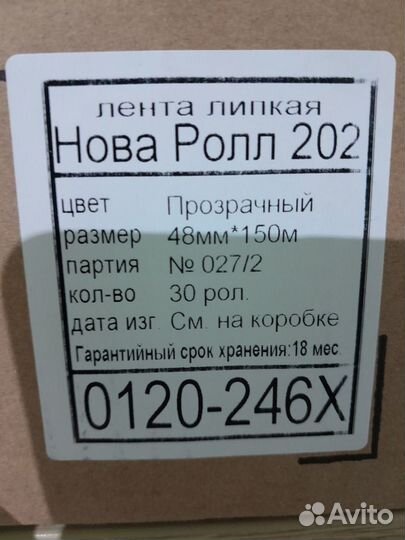 лента липкая
Нова Ролл 202
цвет Прозрачный
размер 48мм*150м
партия № 027/2
кол-во 30 рол.
дата изг. См. на коробке
Гарантийный срок хранения:18 мес.
0120-246X
Avito